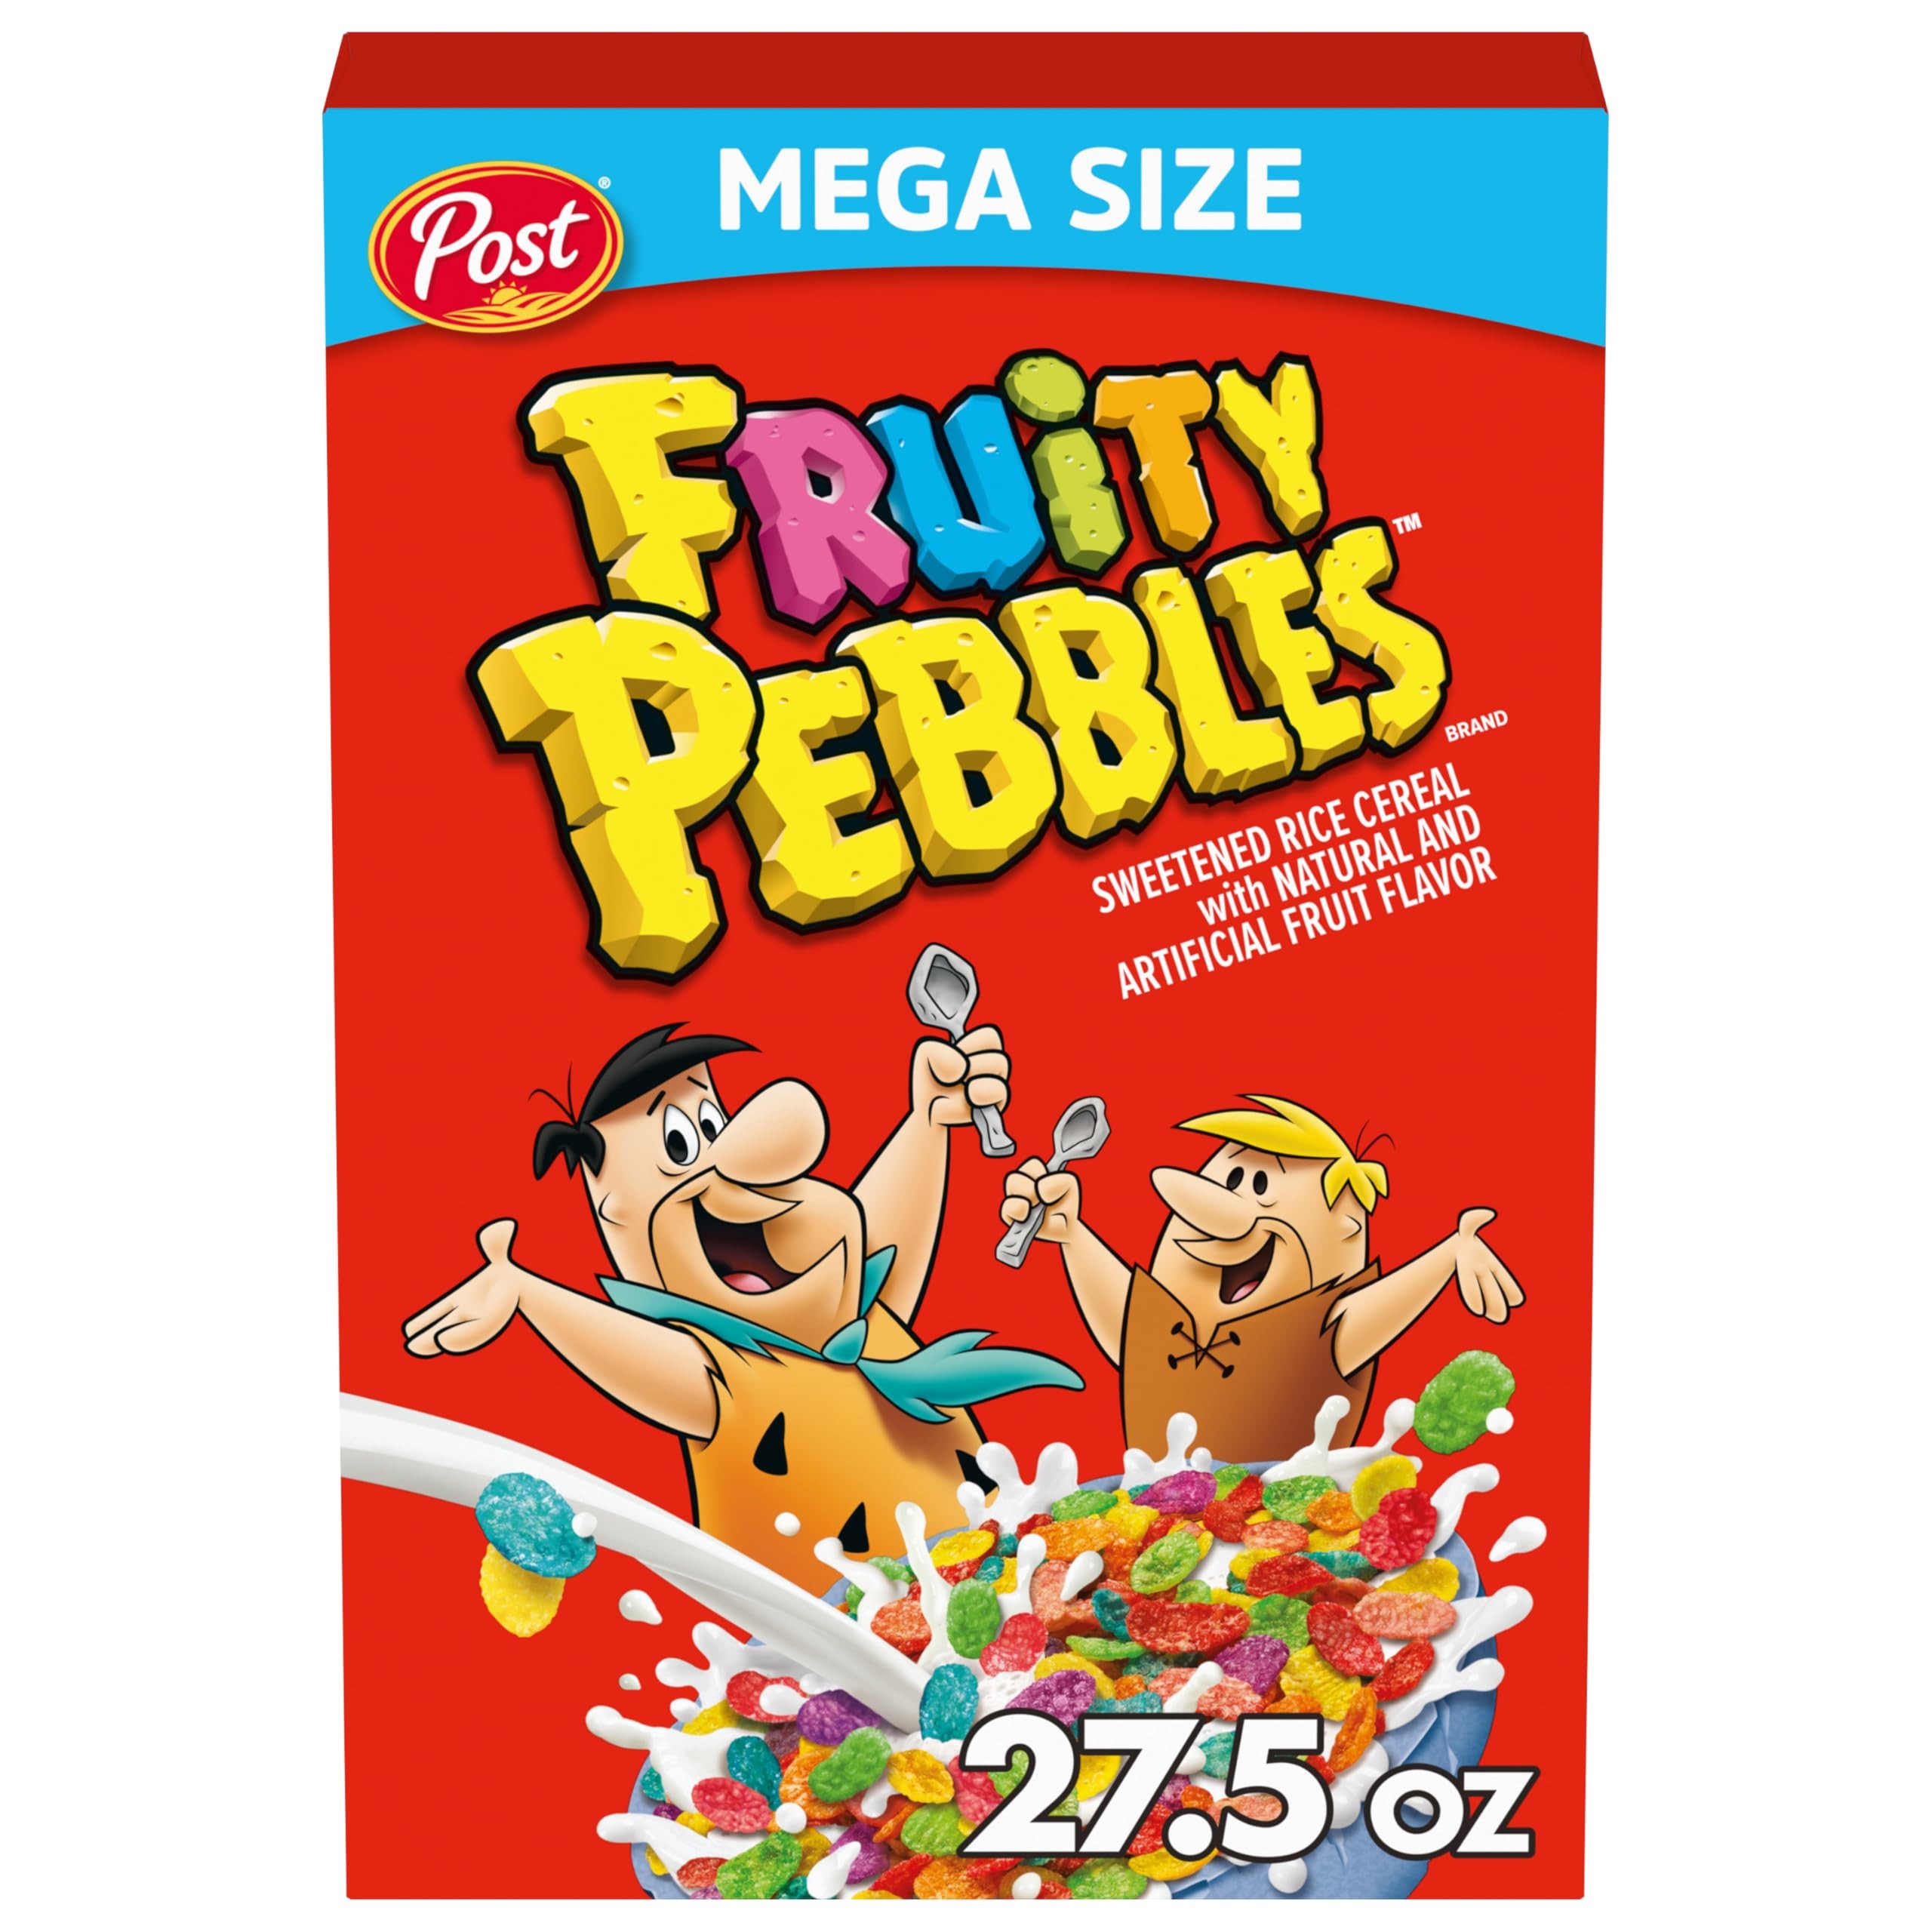 MEGA SIZE
Post®
FRUiTY
PEBBLES™
BRAND
SWEETENED RICE CEREAL
with NATURAL AND
ARTIFICIAL FRUIT FLAVOR
27.5 OZ